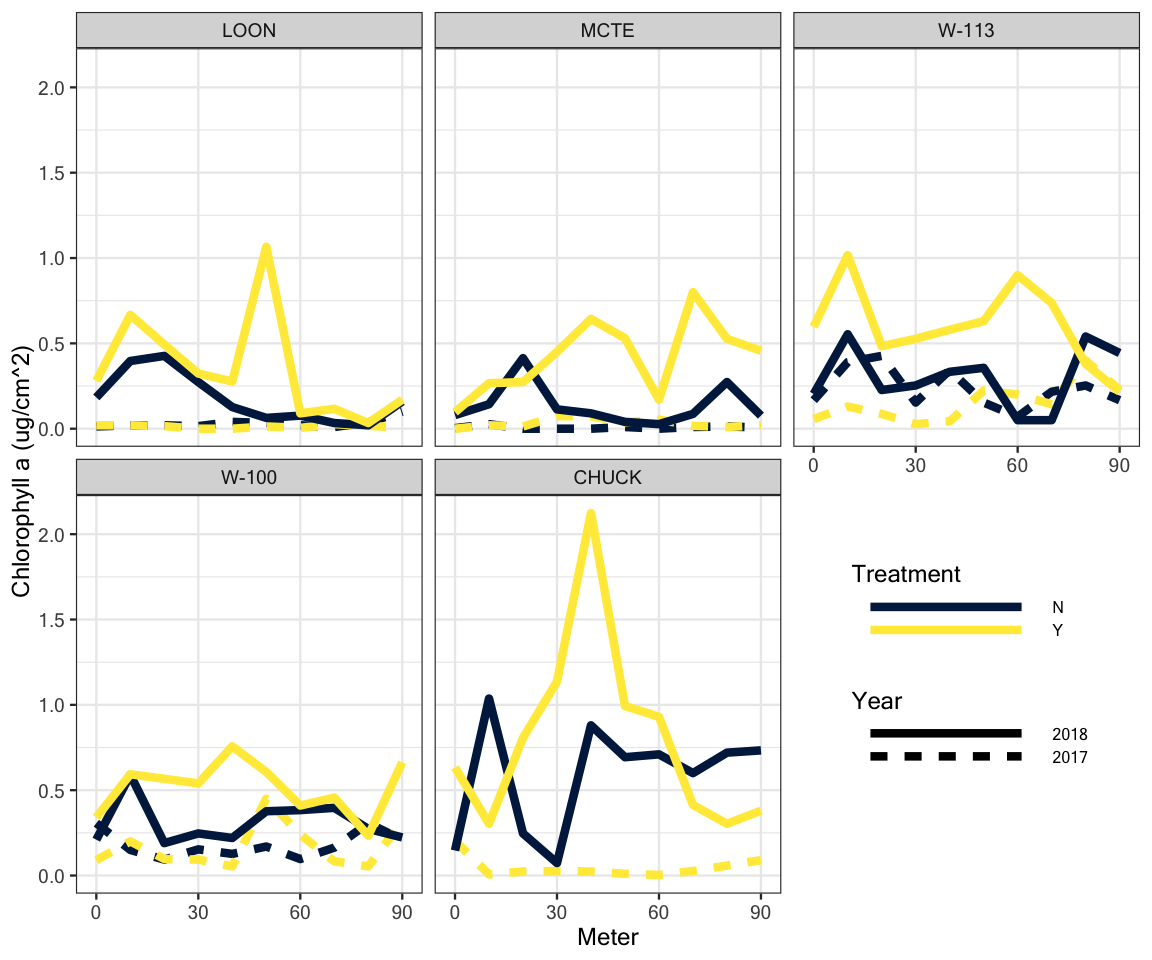 LOON
MCTE
W-113
2.0
1.5
1.0
0.5
0.0
0 30 60 90
Chlorophyll a (ug/cm^2)
W-100
CHUCK
2.0
1.5
1.0
0.5
0.0
0 30 60 90
0 30 60 90
Meter
Treatment
N
Y
Year
2018
2017